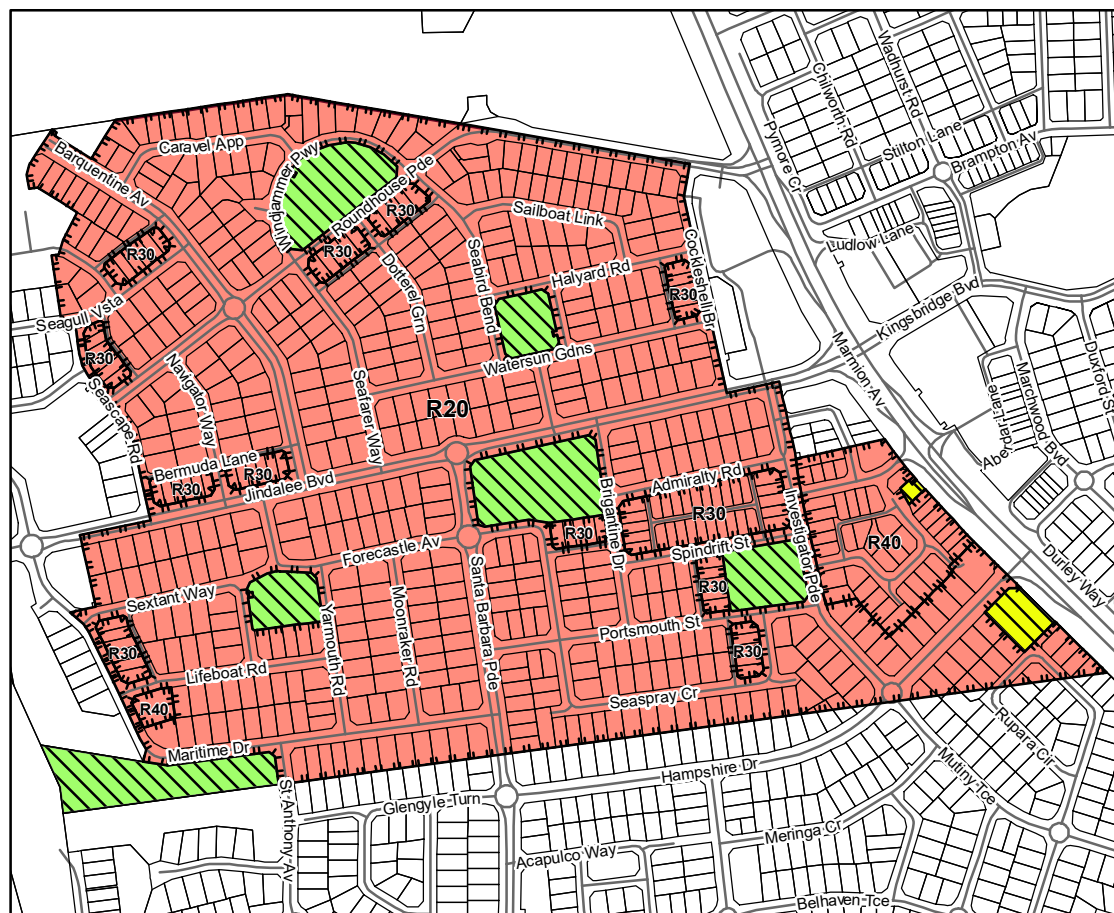 Chilworth Rd
Wadhurst Rd
Pymore Cr
Stilton Lane
Brampton Av
Caravel App
Barquentine Av
Windjammer Pwy
Roundhouse Pde
R30
R30
R30
Sailboat Link
Ludlow Lane
Seabird Bend
Dotterel Grn
Halyard Rd
Cockleshell Br
R30
Kingsbridge Bvd
Seagull Vsta
R30
Marmion Av
Watersun Gdns
Navigator Way
Seascape Rd
Seafarer Way
R20
Marchwood Bvd
Bermuda Lane
R30
R30
Jindalee Bvd
Admiralty Rd
Brigantine Dr
R30
R30
Investigator Pde
R40
Forecastle Av
Spindrift St
Durley Way
R30
Sextant Way
Yarmouth Rd
Moonraker Rd
Santa Barbara Pde
Portsmouth St
R30
R30
Lifeboat Rd
R40
Seaspray Cr
Maritime Dr
Rupara Cir
Hampshire Dr
Mutiny Tce
St Anthony Av
Glengyle Turn
Meringa Cr
Acapulco Way
Belhaven Tce